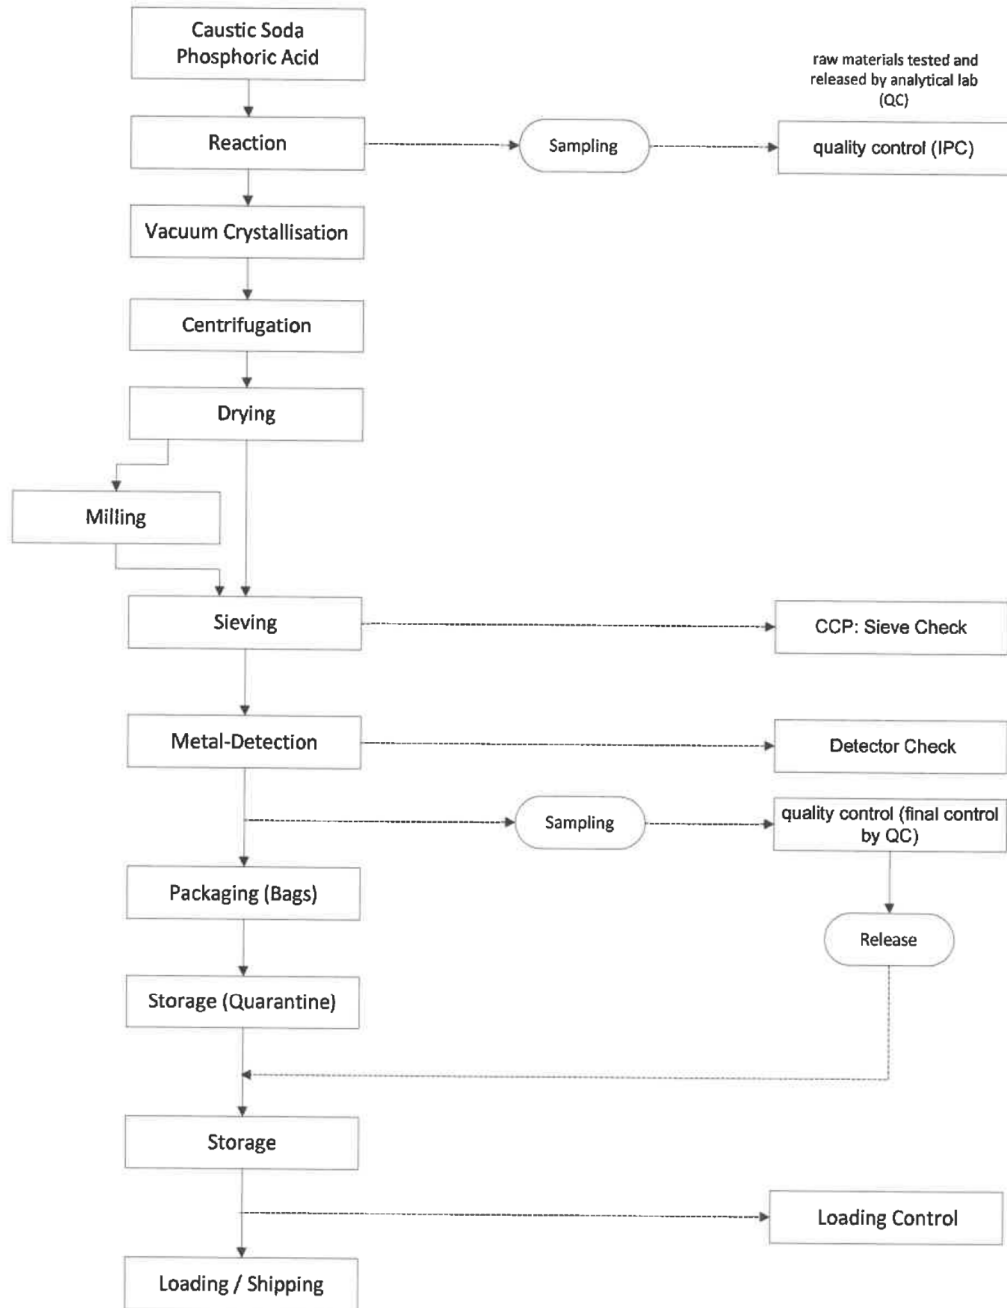 Caustic Soda
Phosphoric Acid
raw materials tested and
released by analytical lab
(QC)
Reaction
Sampling
quality control (IPC)
Vacuum Crystallisation
Centrifugation
Drying
Milling
Sieving
CCP: Sieve Check
Metal-Detection
Detector Check
Sampling
quality control (final control
by QC)
Packaging (Bags)
Release
Storage (Quarantine)
Storage
Loading Control
Loading / Shipping